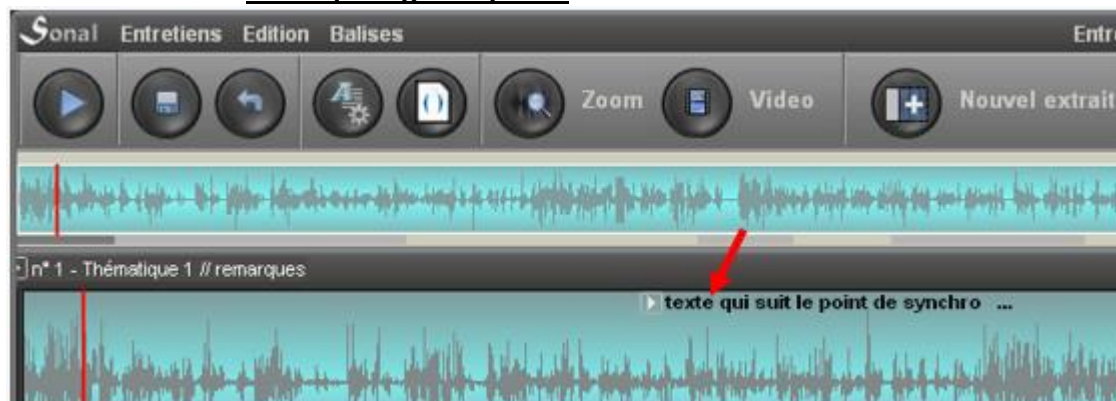 Sonal Entretiens Edition Balises Entr
Zoom Video Nouvel extrait
n° 1 - Thématique 1 // remarques
texte qui suit le point de synchro ...